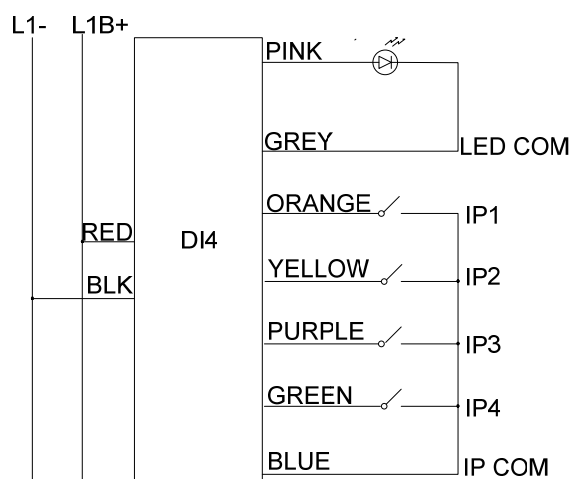 L1- L1B+
PINK
GREY LED COM
ORANGE IP1
RED DI4
YELLOW IP2
BLK
PURPLE IP3
GREEN IP4
BLUE IP COM